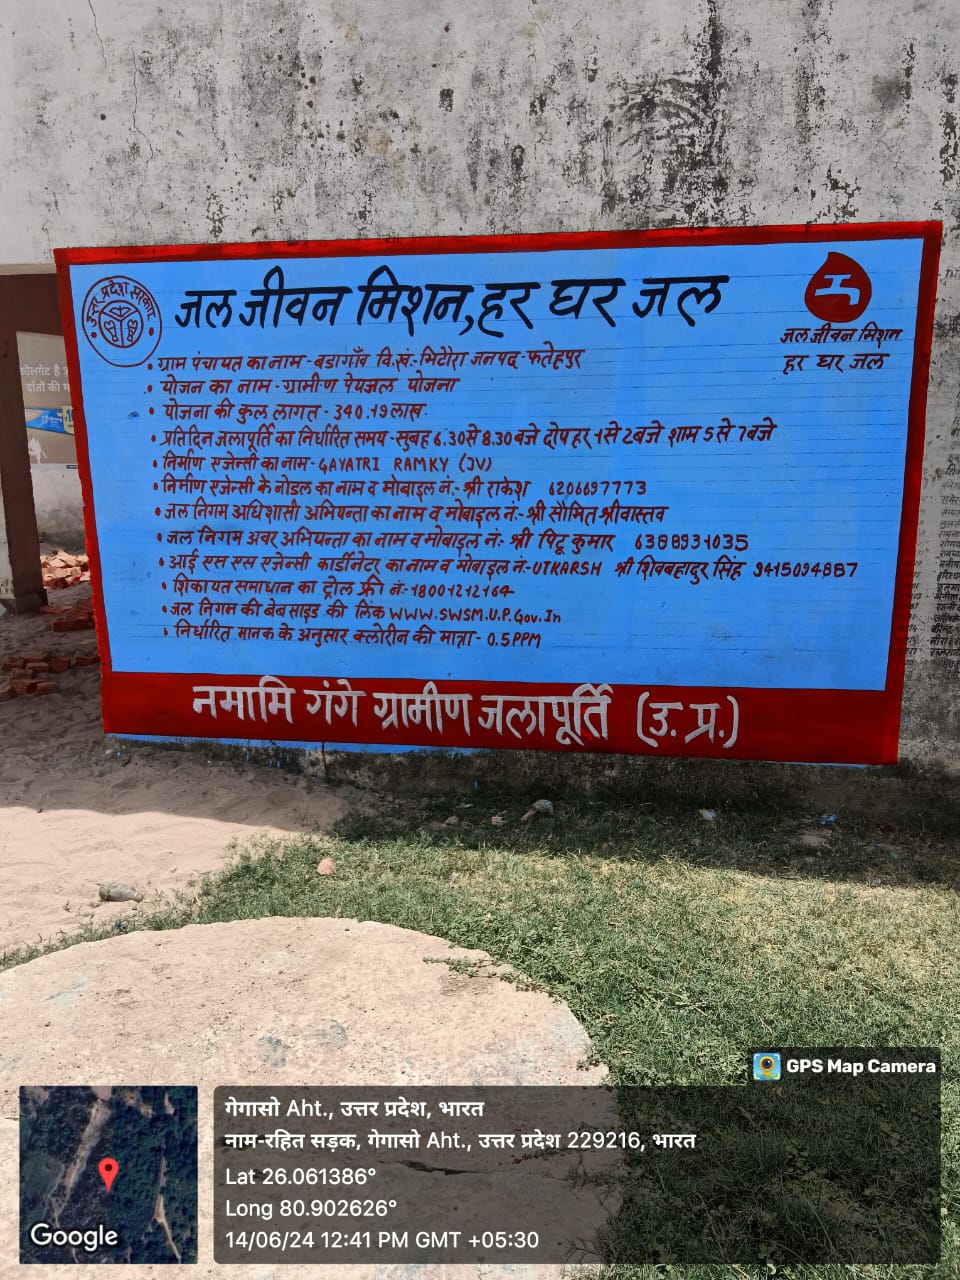 उत्तर प्रदेश सरकार
जल जीवन मिशन, हर घर जल
जल जीवन मिशन
हर घर जल
• ग्राम पंचायत का नाम - बडागाँव वि.खं.- भिटौरा जनपद - फतेहपुर
• योजन का नाम - ग्रामीण पेयजल योजना
• योजना की कुल लागत - 340.19 लाख.
• प्रतिदिन जलापूर्ति का निर्धारित समय - सुबह 6.30 से 8.30 बजे दोपहर 1 से 2 बजे शाम 5 से 7 बजे
• निर्माण एजेन्सी का नाम - GAYATRI RAMKY (JV)
• निर्माण एजेन्सी के नोडल का नाम व मोबाइल नं.- श्री राकेश 6206697773
• जल निगम अधिशासी अभियन्ता का नाम व मोबाइल नं.- श्री सौमित श्रीवास्तव
• जल निगम अवर अभियन्ता का नाम व मोबाइल नं.- श्री पिंटू कुमार 6388931035
• आई एस एस एजेन्सी कार्डीनेटर का नाम व मोबाइल नं.- UTKARSH श्री शिवबहादुर सिंह 9415094887
• शिकायत समाधान का ट्रोल फ्री नं.- 18001212164
• जल निगम की बेबसाइड की लिंक WWW.SWSM.U.P.Gov.In
• निर्धारित मानक के अनुसार क्लोरीन की मात्रा - 0.5 PPM
नमामि गंगे ग्रामीण जलापूर्ति (उ.प्र.)
GPS Map Camera
गेगासो Aht., उत्तर प्रदेश, भारत
नाम-रहित सड़क, गेगासो Aht., उत्तर प्रदेश 229216, भारत
Lat 26.061386°
Long 80.902626°
14/06/24 12:41 PM GMT +05:30
Google